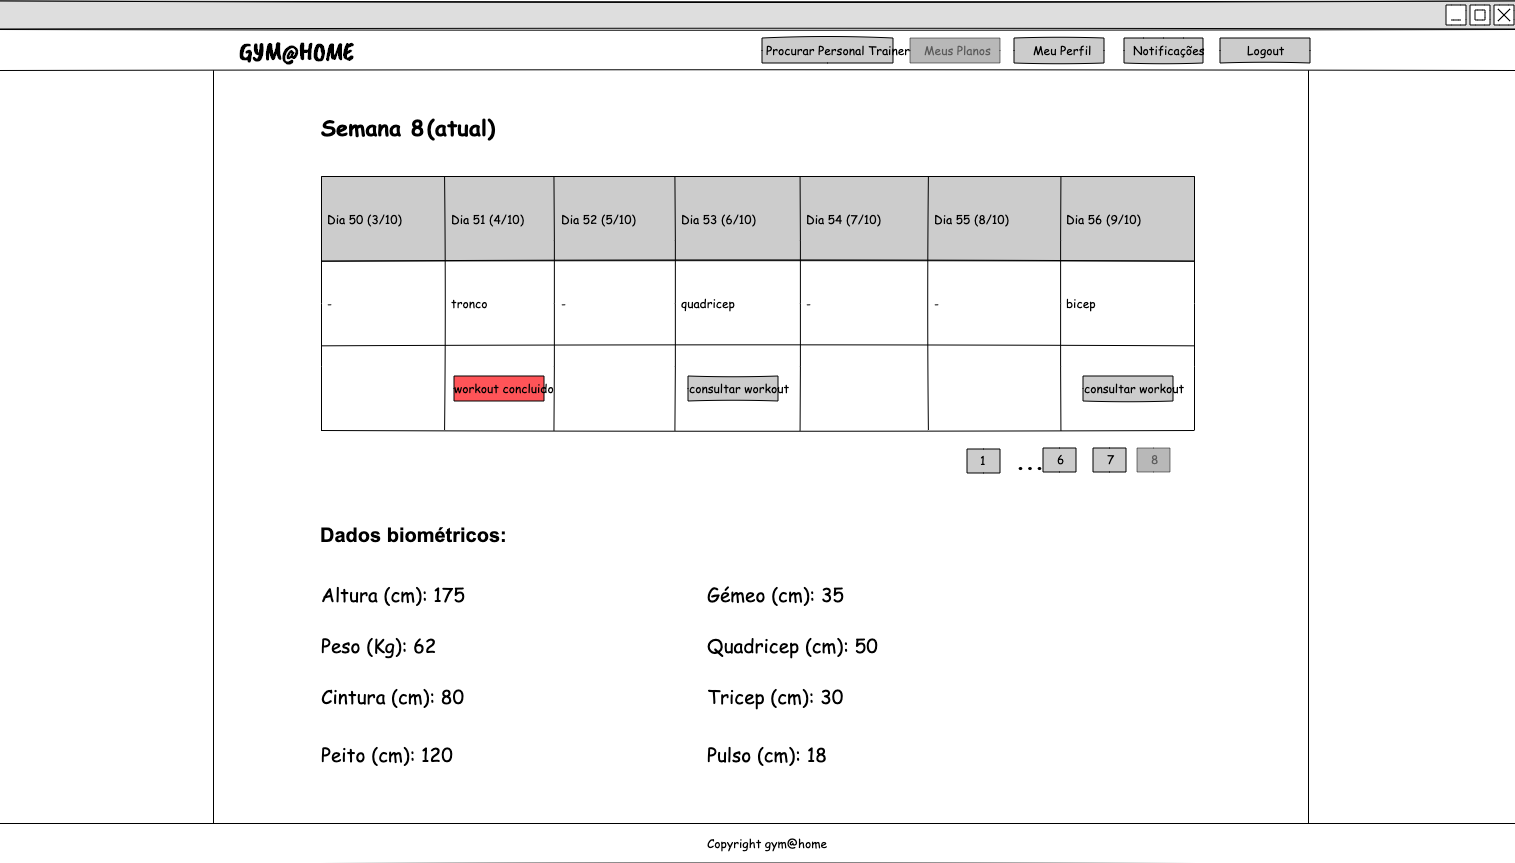 GYM@HOME
Procurar Personal Trainer Meus Planos Meu Perfil Notificações Logout
Semana 8(atual)
Dia 50 (3/10) Dia 51 (4/10) Dia 52 (5/10) Dia 53 (6/10) Dia 54 (7/10) Dia 55 (8/10) Dia 56 (9/10)
- tronco - quadricep - - bicep
workout concluido consultar workout consultar workout
1 ... 6 7 8
Dados biométricos:
Altura (cm): 175 Gémeo (cm): 35
Peso (Kg): 62 Quadricep (cm): 50
Cintura (cm): 80 Tricep (cm): 30
Peito (cm): 120 Pulso (cm): 18
Copyright gym@home